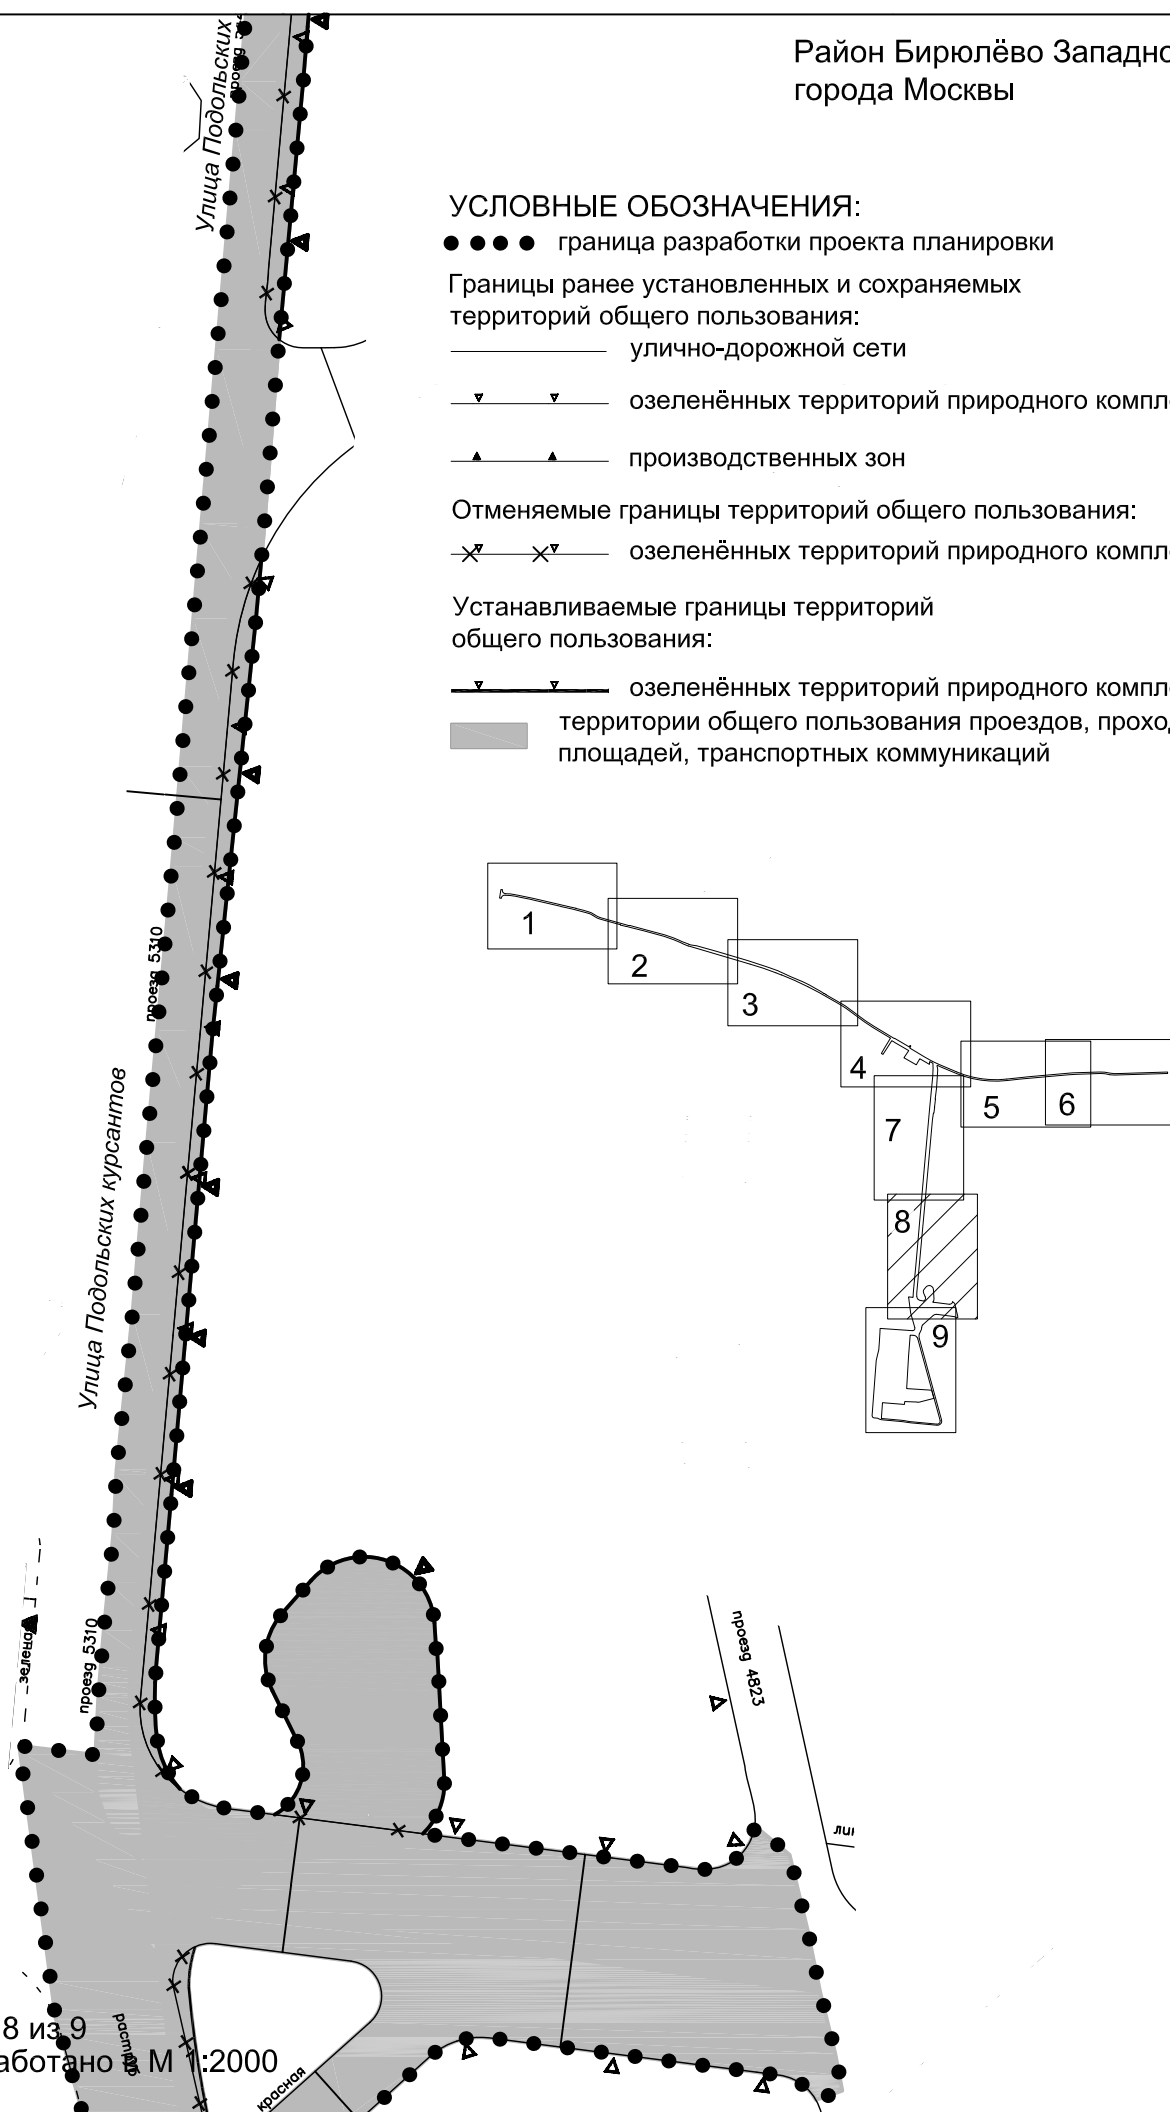 Район Бирюлёво Западно
города Москвы
Улица Подольских
УСЛОВНЫЕ ОБОЗНАЧЕНИЯ:
граница разработки проекта планировки
Границы ранее установленных и сохраняемых
территорий общего пользования:
улично-дорожной сети
озеленённых территорий природного компл
производственных зон
Отменяемые границы территорий общего пользования:
озеленённых территорий природного компл
Устанавливаемые границы территорий
общего пользования:
озеленённых территорий природного компл
территории общего пользования проездов, проход
площадей, транспортных коммуникаций
1
2
3
4
5
6
7
8
9
проезд 5310
Улица Подольских курсантов
зеленая
проезд 5310
проезд 4823
8 из 9
аботано в М 1:2000
красная